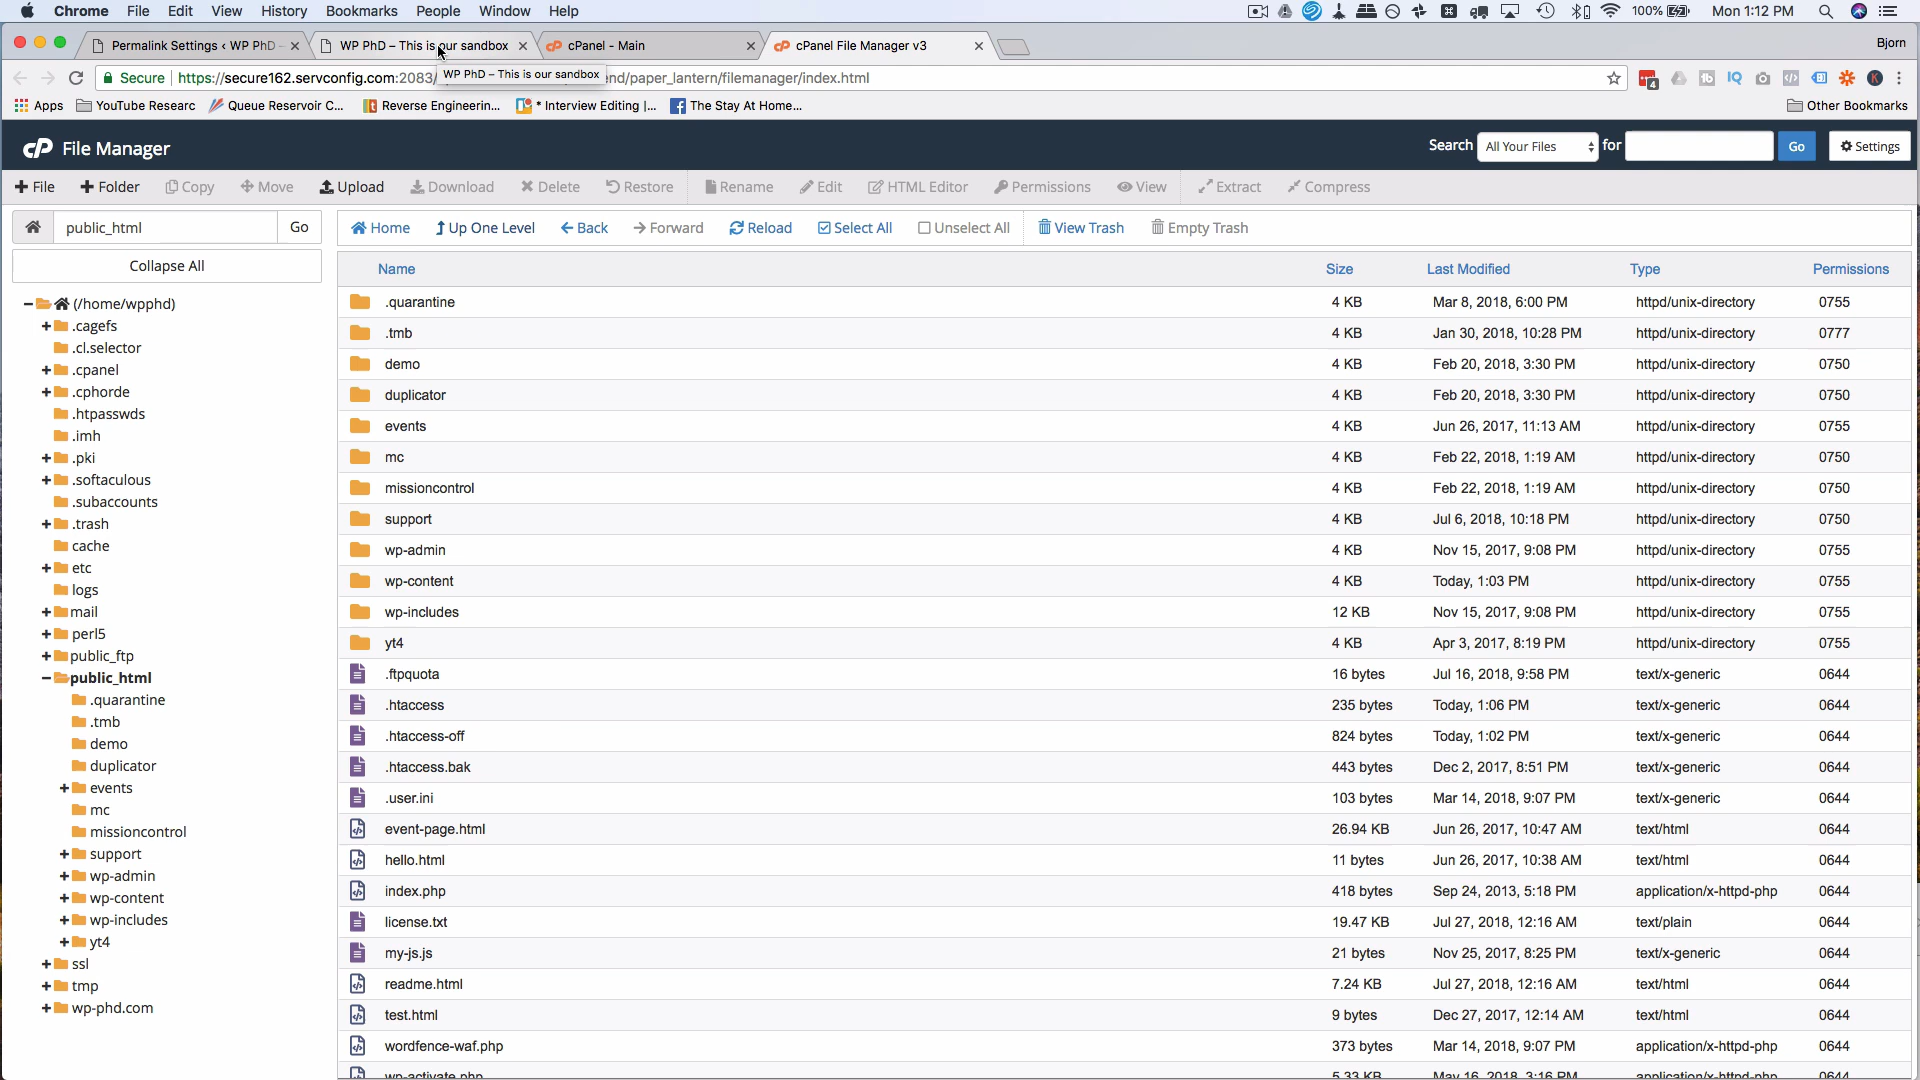 Chrome File Edit View History Bookmarks People Window Help 100% Mon 1:12 PM
Permalink Settings ‹ WP PhD – WP PhD – This is our sandbox cPanel - Main cPanel File Manager v3 Bjorn
Secure https://secure162.servconfig.com:2083/ nd/paper_lantern/filemanager/index.html
WP PhD – This is our sandbox
Apps YouTube Researc Queue Reservoir C... Reverse Engineerin... * Interview Editing |... The Stay At Home... Other Bookmarks
cP File Manager Search All Your Files for Go Settings
File Folder Copy Move Upload Download Delete Restore Rename Edit HTML Editor Permissions View Extract Compress
public_html Go Home Up One Level Back Forward Reload Select All Unselect All View Trash Empty Trash
Collapse All
(/home/wpphd)
.cagefs
.cl.selector
.cpanel
.cphorde
.htpasswds
.imh
.pki
.softaculous
.subaccounts
.trash
cache
etc
logs
mail
perl5
public_ftp
public_html
.quarantine
.tmb
demo
duplicator
events
mc
missioncontrol
support
wp-admin
wp-content
wp-includes
yt4
ssl
tmp
wp-phd.com
Name Size Last Modified Type Permissions
.quarantine 4 KB Mar 8, 2018, 6:00 PM httpd/unix-directory 0755
.tmb 4 KB Jan 30, 2018, 10:28 PM httpd/unix-directory 0777
demo 4 KB Feb 20, 2018, 3:30 PM httpd/unix-directory 0750
duplicator 4 KB Feb 20, 2018, 3:30 PM httpd/unix-directory 0750
events 4 KB Jun 26, 2017, 11:13 AM httpd/unix-directory 0755
mc 4 KB Feb 22, 2018, 1:19 AM httpd/unix-directory 0750
missioncontrol 4 KB Feb 22, 2018, 1:19 AM httpd/unix-directory 0750
support 4 KB Jul 6, 2018, 10:18 PM httpd/unix-directory 0750
wp-admin 4 KB Nov 15, 2017, 9:08 PM httpd/unix-directory 0755
wp-content 4 KB Today, 1:03 PM httpd/unix-directory 0755
wp-includes 12 KB Nov 15, 2017, 9:08 PM httpd/unix-directory 0755
yt4 4 KB Apr 3, 2017, 8:19 PM httpd/unix-directory 0755
.ftpquota 16 bytes Jul 16, 2018, 9:58 PM text/x-generic 0644
.htaccess 235 bytes Today, 1:06 PM text/x-generic 0644
.htaccess-off 824 bytes Today, 1:02 PM text/x-generic 0644
.htaccess.bak 443 bytes Dec 2, 2017, 8:51 PM text/x-generic 0644
.user.ini 103 bytes Mar 14, 2018, 9:07 PM text/x-generic 0644
event-page.html 26.94 KB Jun 26, 2017, 10:47 AM text/html 0644
hello.html 11 bytes Jun 26, 2017, 10:38 AM text/html 0644
index.php 418 bytes Sep 24, 2013, 5:18 PM application/x-httpd-php 0644
license.txt 19.47 KB Jul 27, 2018, 12:16 AM text/plain 0644
my-js.js 21 bytes Nov 25, 2017, 8:25 PM text/x-generic 0644
readme.html 7.24 KB Jul 27, 2018, 12:16 AM text/html 0644
test.html 9 bytes Dec 27, 2017, 12:14 AM text/html 0644
wordfence-waf.php 373 bytes Mar 14, 2018, 9:07 PM application/x-httpd-php 0644
wp-activate.php 5.33 KB May 16, 2018, 3:16 PM application/x-httpd-php 0644